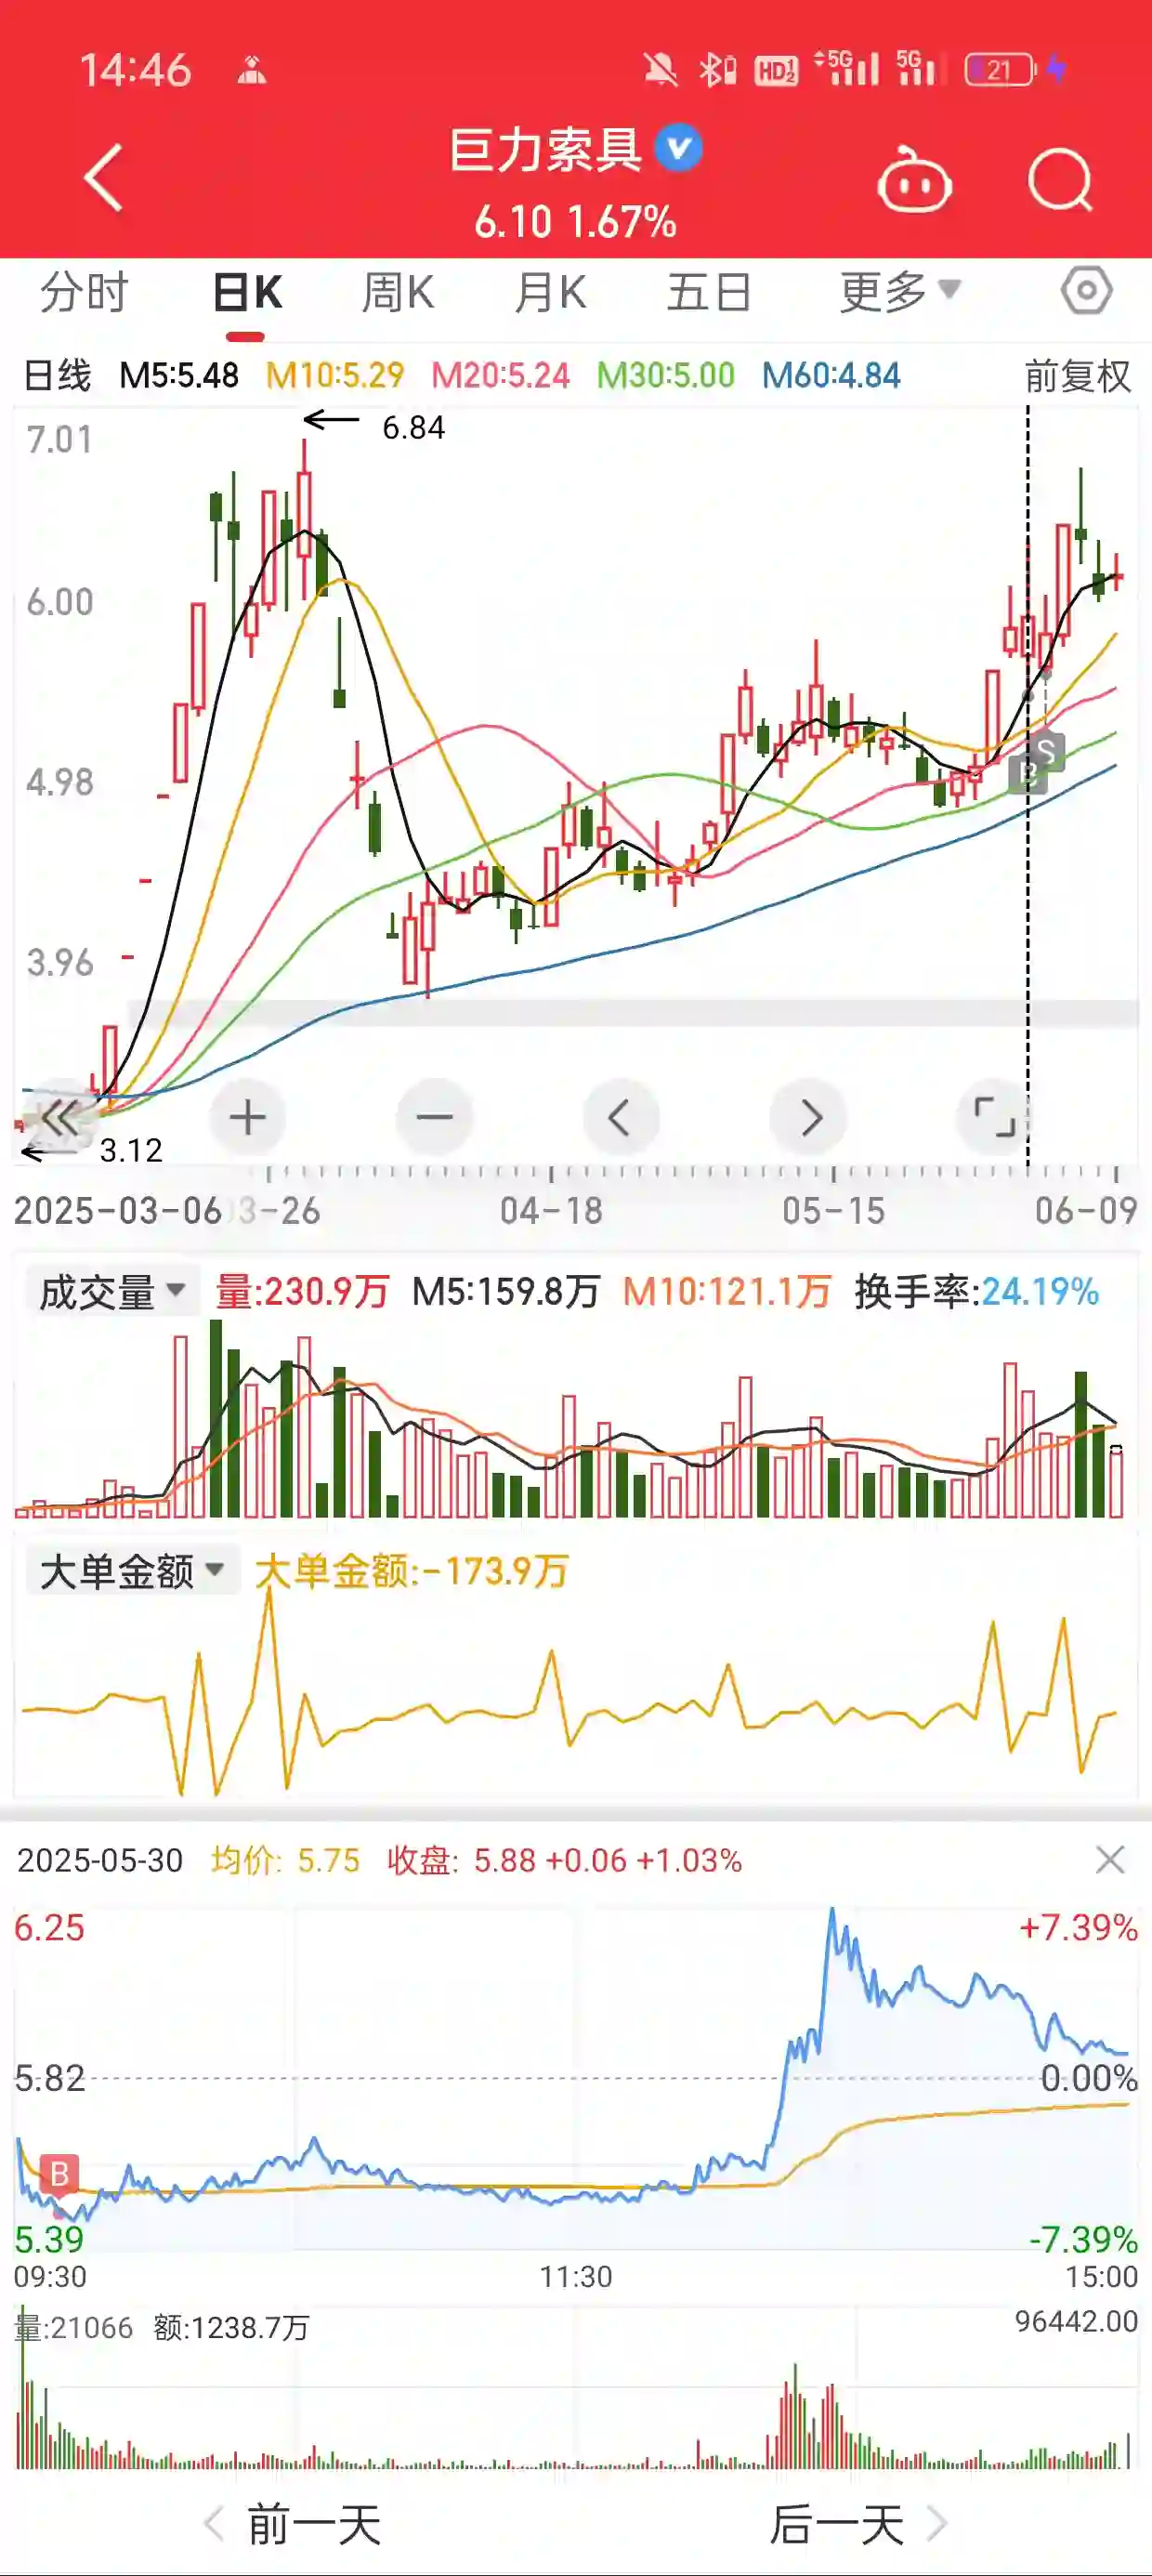 14:46
HD 1 2 5G 5G 21
巨力索具
6.10 1.67%
分时 日K 周K 月K 五日 更多
日线 M5:5.48 M10:5.29 M20:5.24 M30:5.00 M60:4.84 前复权
7.01
6.84
6.00
4.98
S
B
3.96
3.12
2025-03-06 3-26 04-18 05-15 06-09
成交量 量:230.9万 M5:159.8万 M10:121.1万 换手率:24.19%
大单金额 大单金额:-173.9万
2025-05-30 均价: 5.75 收盘: 5.88 +0.06 +1.03%
6.25 +7.39%
5.82 0.00%
B
5.39 -7.39%
09:30 11:30 15:00
量:21066 额:1238.7万 96442.00
前一天 后一天